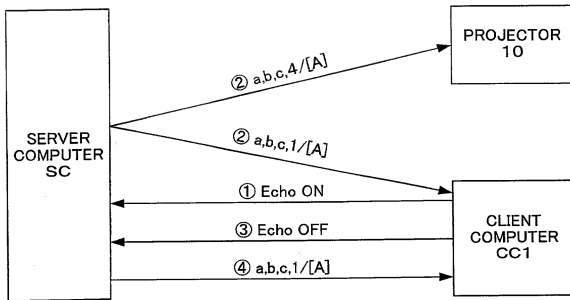 PROJECTOR
10
② a,b,c,4/[A]
SERVER
COMPUTER
SC
② a,b,c,1/[A]
① Echo ON
③ Echo OFF
④ a,b,c,1/[A]
CLIENT
COMPUTER
CC1